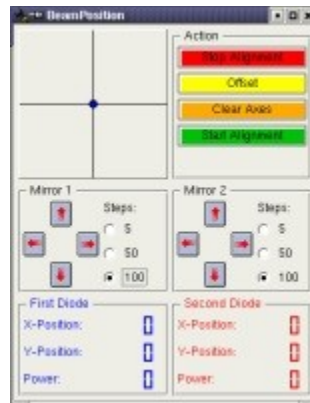 BeamPosition
Action
Stop Alignment
Offset
Clear Axes
Start Alignment
Mirror 1
Steps:
5
50
100
Mirror 2
Steps:
5
50
100
First Diode
X-Position: 0
Y-Position: 0
Power: 0
Second Diode
X-Position: 0
Y-Position: 0
Power: 0